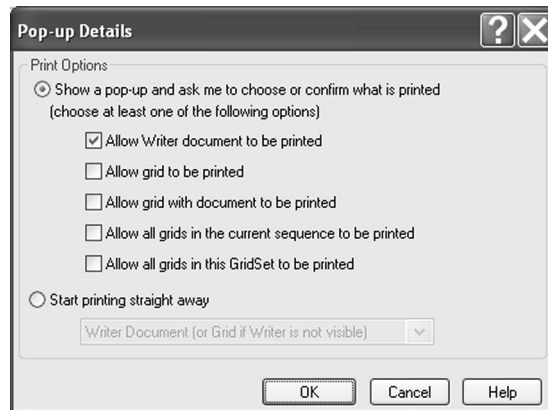 Pop-up Details
Print Options
Show a pop-up and ask me to choose or confirm what is printed
(choose at least one of the following options)
Allow Writer document to be printed
Allow grid to be printed
Allow grid with document to be printed
Allow all grids in the current sequence to be printed
Allow all grids in this GridSet to be printed
Start printing straight away
Writer Document (or Grid if Writer is not visible)
OK Cancel Help